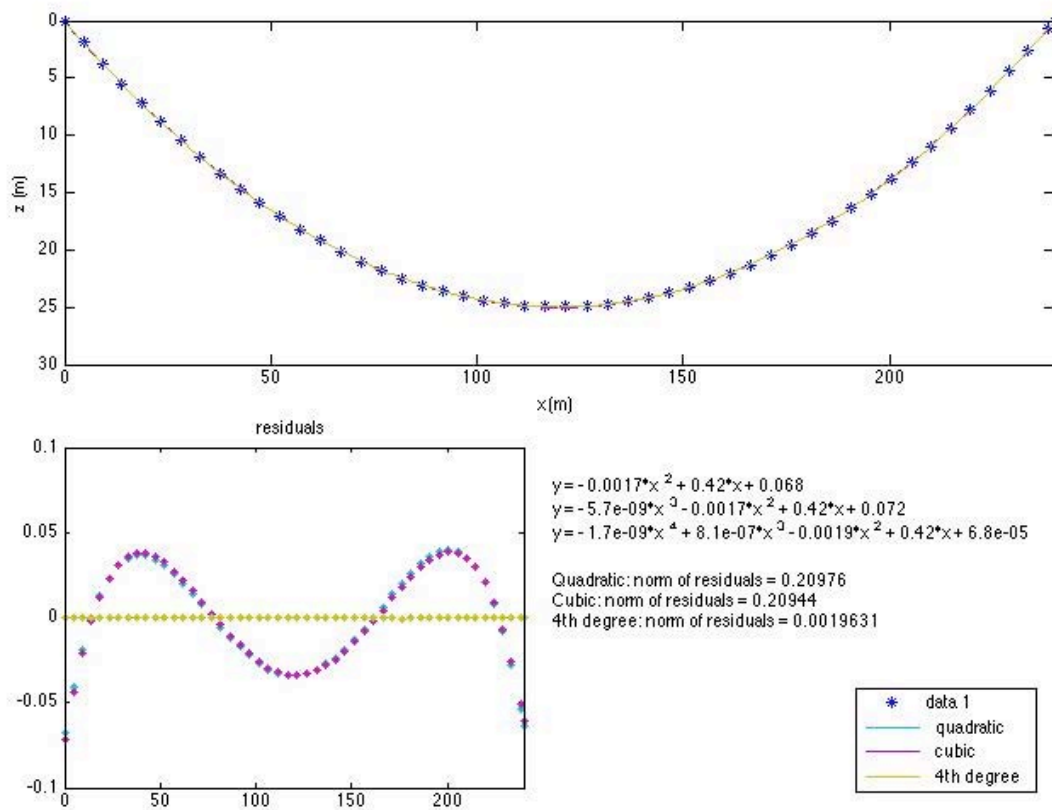 0
5
10
15
20
25
30
z (m)
0 50 100 150 200
x (m)
residuals
0.1
0.05
0
-0.05
-0.1
0 50 100 150 200
y = - 0.0017*x^2 + 0.42*x + 0.068
y = - 5.7e-09*x^3 - 0.0017*x^2 + 0.42*x + 0.072
y = - 1.7e-09*x^4 + 8.1e-07*x^3 - 0.0019*x^2 + 0.42*x + 6.8e-05
Quadratic: norm of residuals = 0.20976
Cubic: norm of residuals = 0.20944
4th degree: norm of residuals = 0.0019631
data 1
quadratic
cubic
4th degree